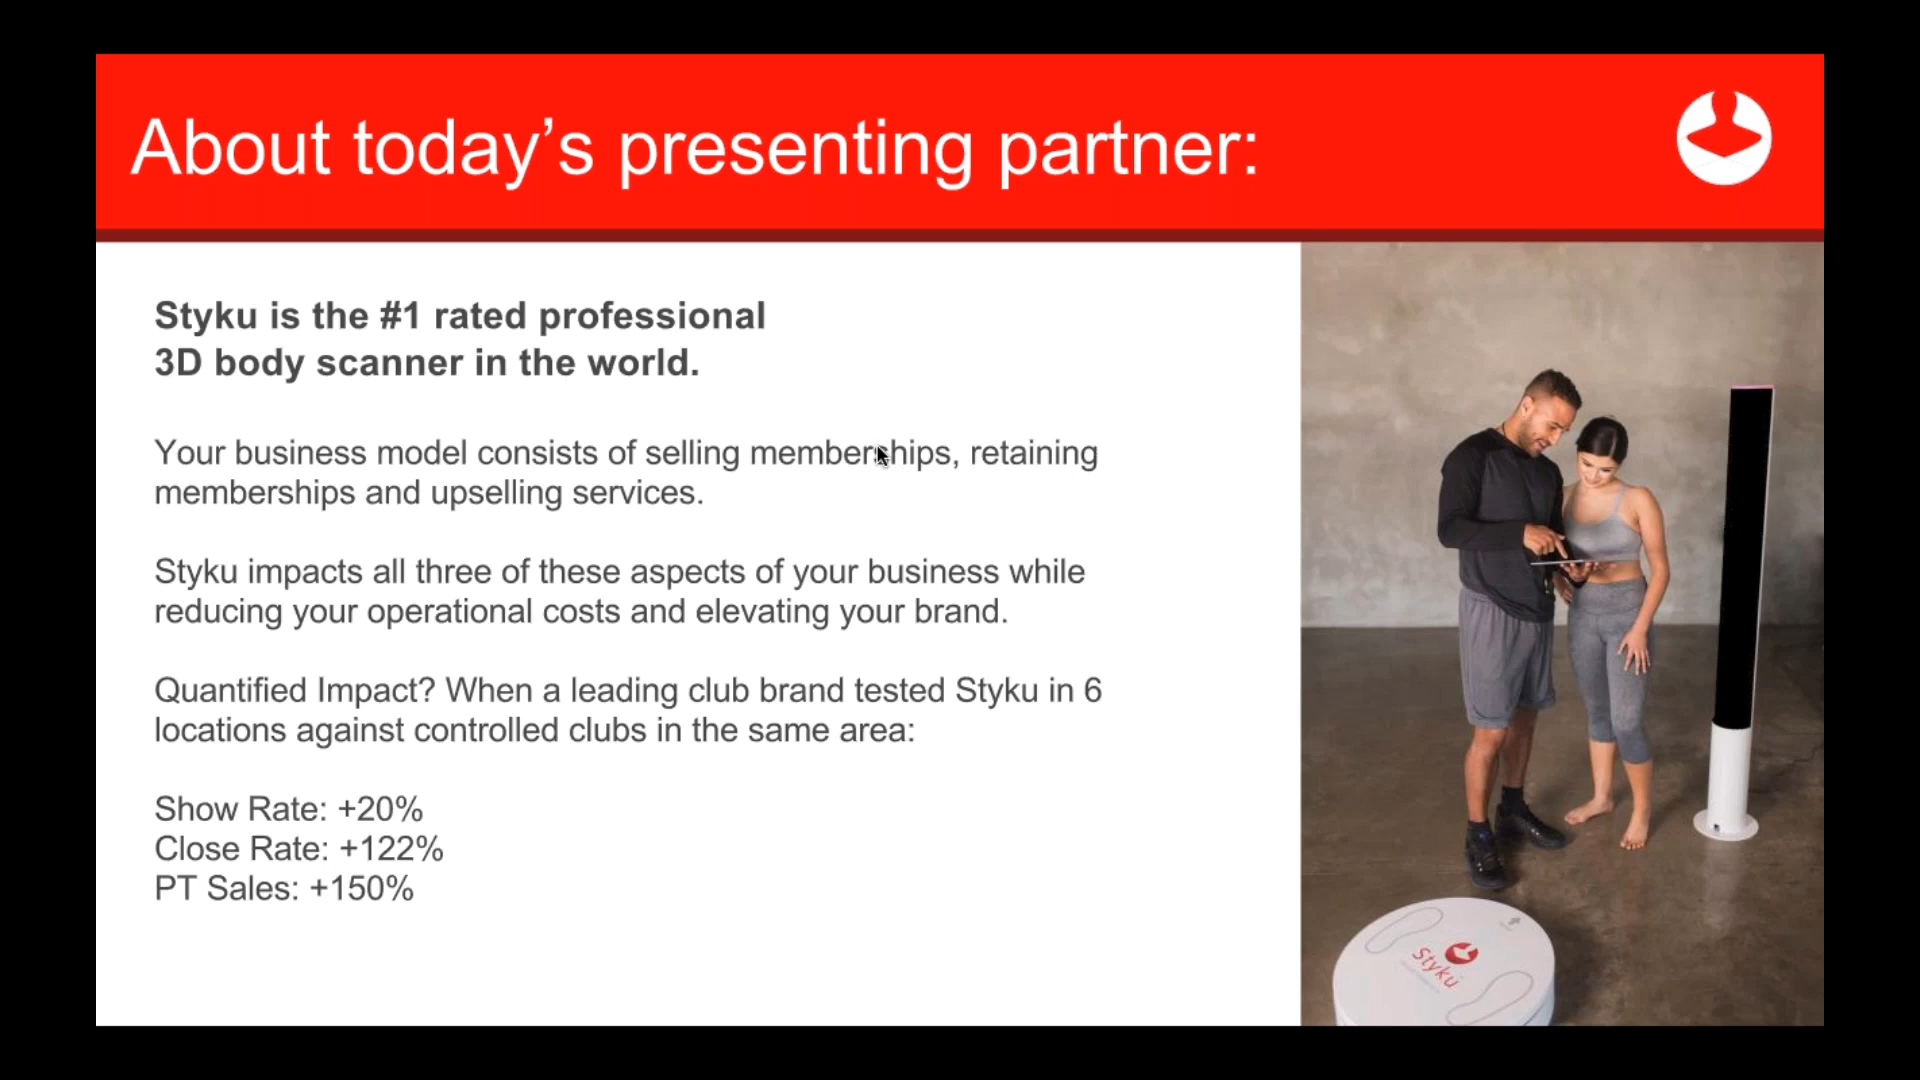 About today’s presenting partner:
Styku is the #1 rated professional
3D body scanner in the world.
Your business model consists of selling memberships, retaining
memberships and upselling services.
Styku impacts all three of these aspects of your business while
reducing your operational costs and elevating your brand.
Quantified Impact? When a leading club brand tested Styku in 6
locations against controlled clubs in the same area:
Show Rate: +20%
Close Rate: +122%
PT Sales: +150%
Styku